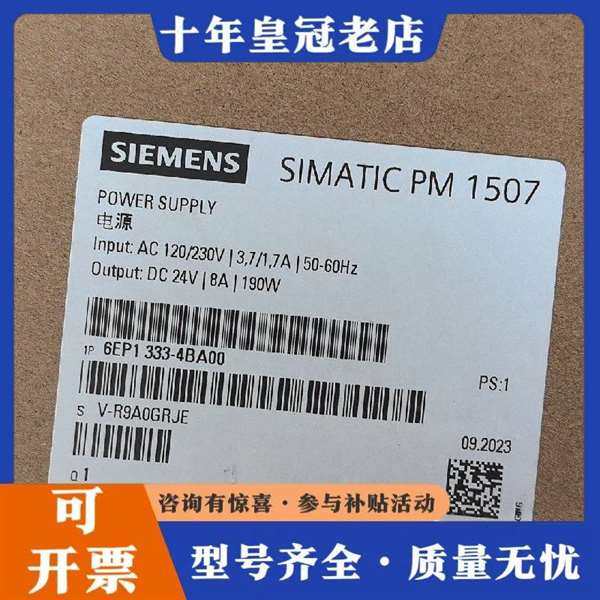 十年皇冠老店
SIEMENS
SIMATIC PM 1507
POWER SUPPLY
电源
Input: AC 120/230V | 3,7/1,7A | 50-60Hz
Output: DC 24V | 8A | 190W
1P 6EP1 333-4BA00
PS:1
S V-R9A0GRJE
09.2023
Q 1
咨询有惊喜·参与补贴活动
可开票
型号齐全·质量无忧